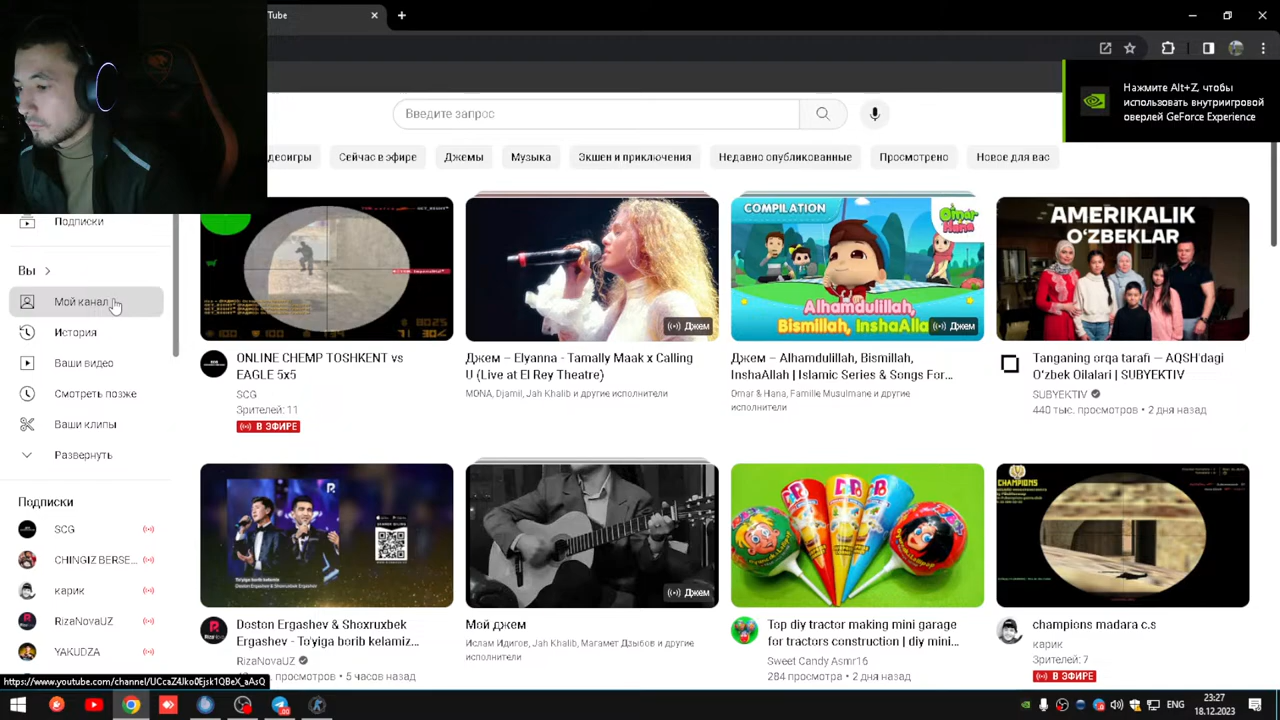 Tube
Нажмите Alt+Z, чтобы
использовать внутриигровой
оверлей GeForce Experience
Введите запрос
деоигры
Сейчас в эфире
Джемы
Музыка
Экшен и приключения
Недавно опубликованные
Просмотрено
Новое для вас
Подписки
Вы
Мой канал
История
Ваши видео
Смотреть позже
Ваши клипы
Развернуть
Подписки
SCG
CHINGIZ BERSE...
карик
RizaNovaUZ
YAKUDZA
https://www.youtube.com/channel/UCcaZ4Jko0Ejsk1QBeX_aAsQ
ONLINE CHEMP TOSHKENT vs
EAGLE 5x5
SCG
Зрителей: 11
В ЭФИРЕ
Джем
Джем – Elyanna - Tamally Maak x Calling
U (Live at El Rey Theatre)
MDNA, Djamil, Jah Khalib и другие исполнители
COMPILATION
Omar & Hana
Alhamdulillah,
Bismillah, InshaAlla
Джем
Джем – Alhamdulillah, Bismillah,
InshaAllah | Islamic Series & Songs For...
Omar & Hana, Famille Musulmane и другие
исполнители
AMERIKALIK
O‘ZBEKLAR
Tanganing orqa tarafi — AQSH'dagi
O'zbek Oilalari | SUBYEKTIV
SUBYEKTIV
440 тыс. просмотров • 2 дня назад
To'yiga borib kelamiz
Doston Ergashev & Shoxruxbek
Ergashev - To'yiga borib kelamiz...
RizaNovaUZ
5 часов назад
Джем
Мой джем
Ислам Идигов, Jah Khalib, Магамет Дзыбов и другие
исполнители
Top diy tractor making mini garage
for tractors construction | diy mini...
Sweet Candy Asmr16
284 просмотра • 2 дня назад
CHAMPIONS
champions madara c.s
карик
Зрителей: 7
В ЭФИРЕ
ENG
23:27
18.12.2023